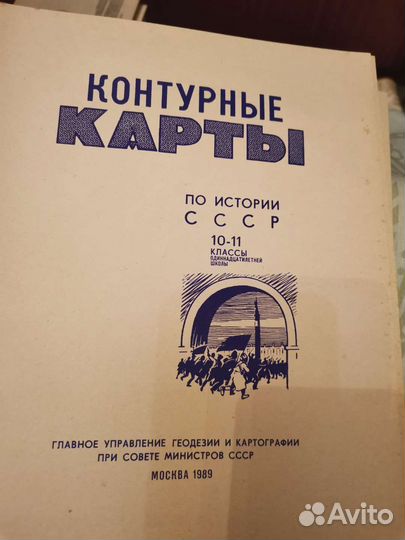 КОНТУРНЫЕ
КАРТЫ
ПО ИСТОРИИ
СССР
10-11
КЛАССЫ
ОДИННАДЦАТИЛЕТНЕЙ
ШКОЛЫ
ГЛАВНОЕ УПРАВЛЕНИЕ ГЕОДЕЗИИ И КАРТОГРАФИИ
ПРИ СОВЕТЕ МИНИСТРОВ СССР
МОСКВА 1989
Avito